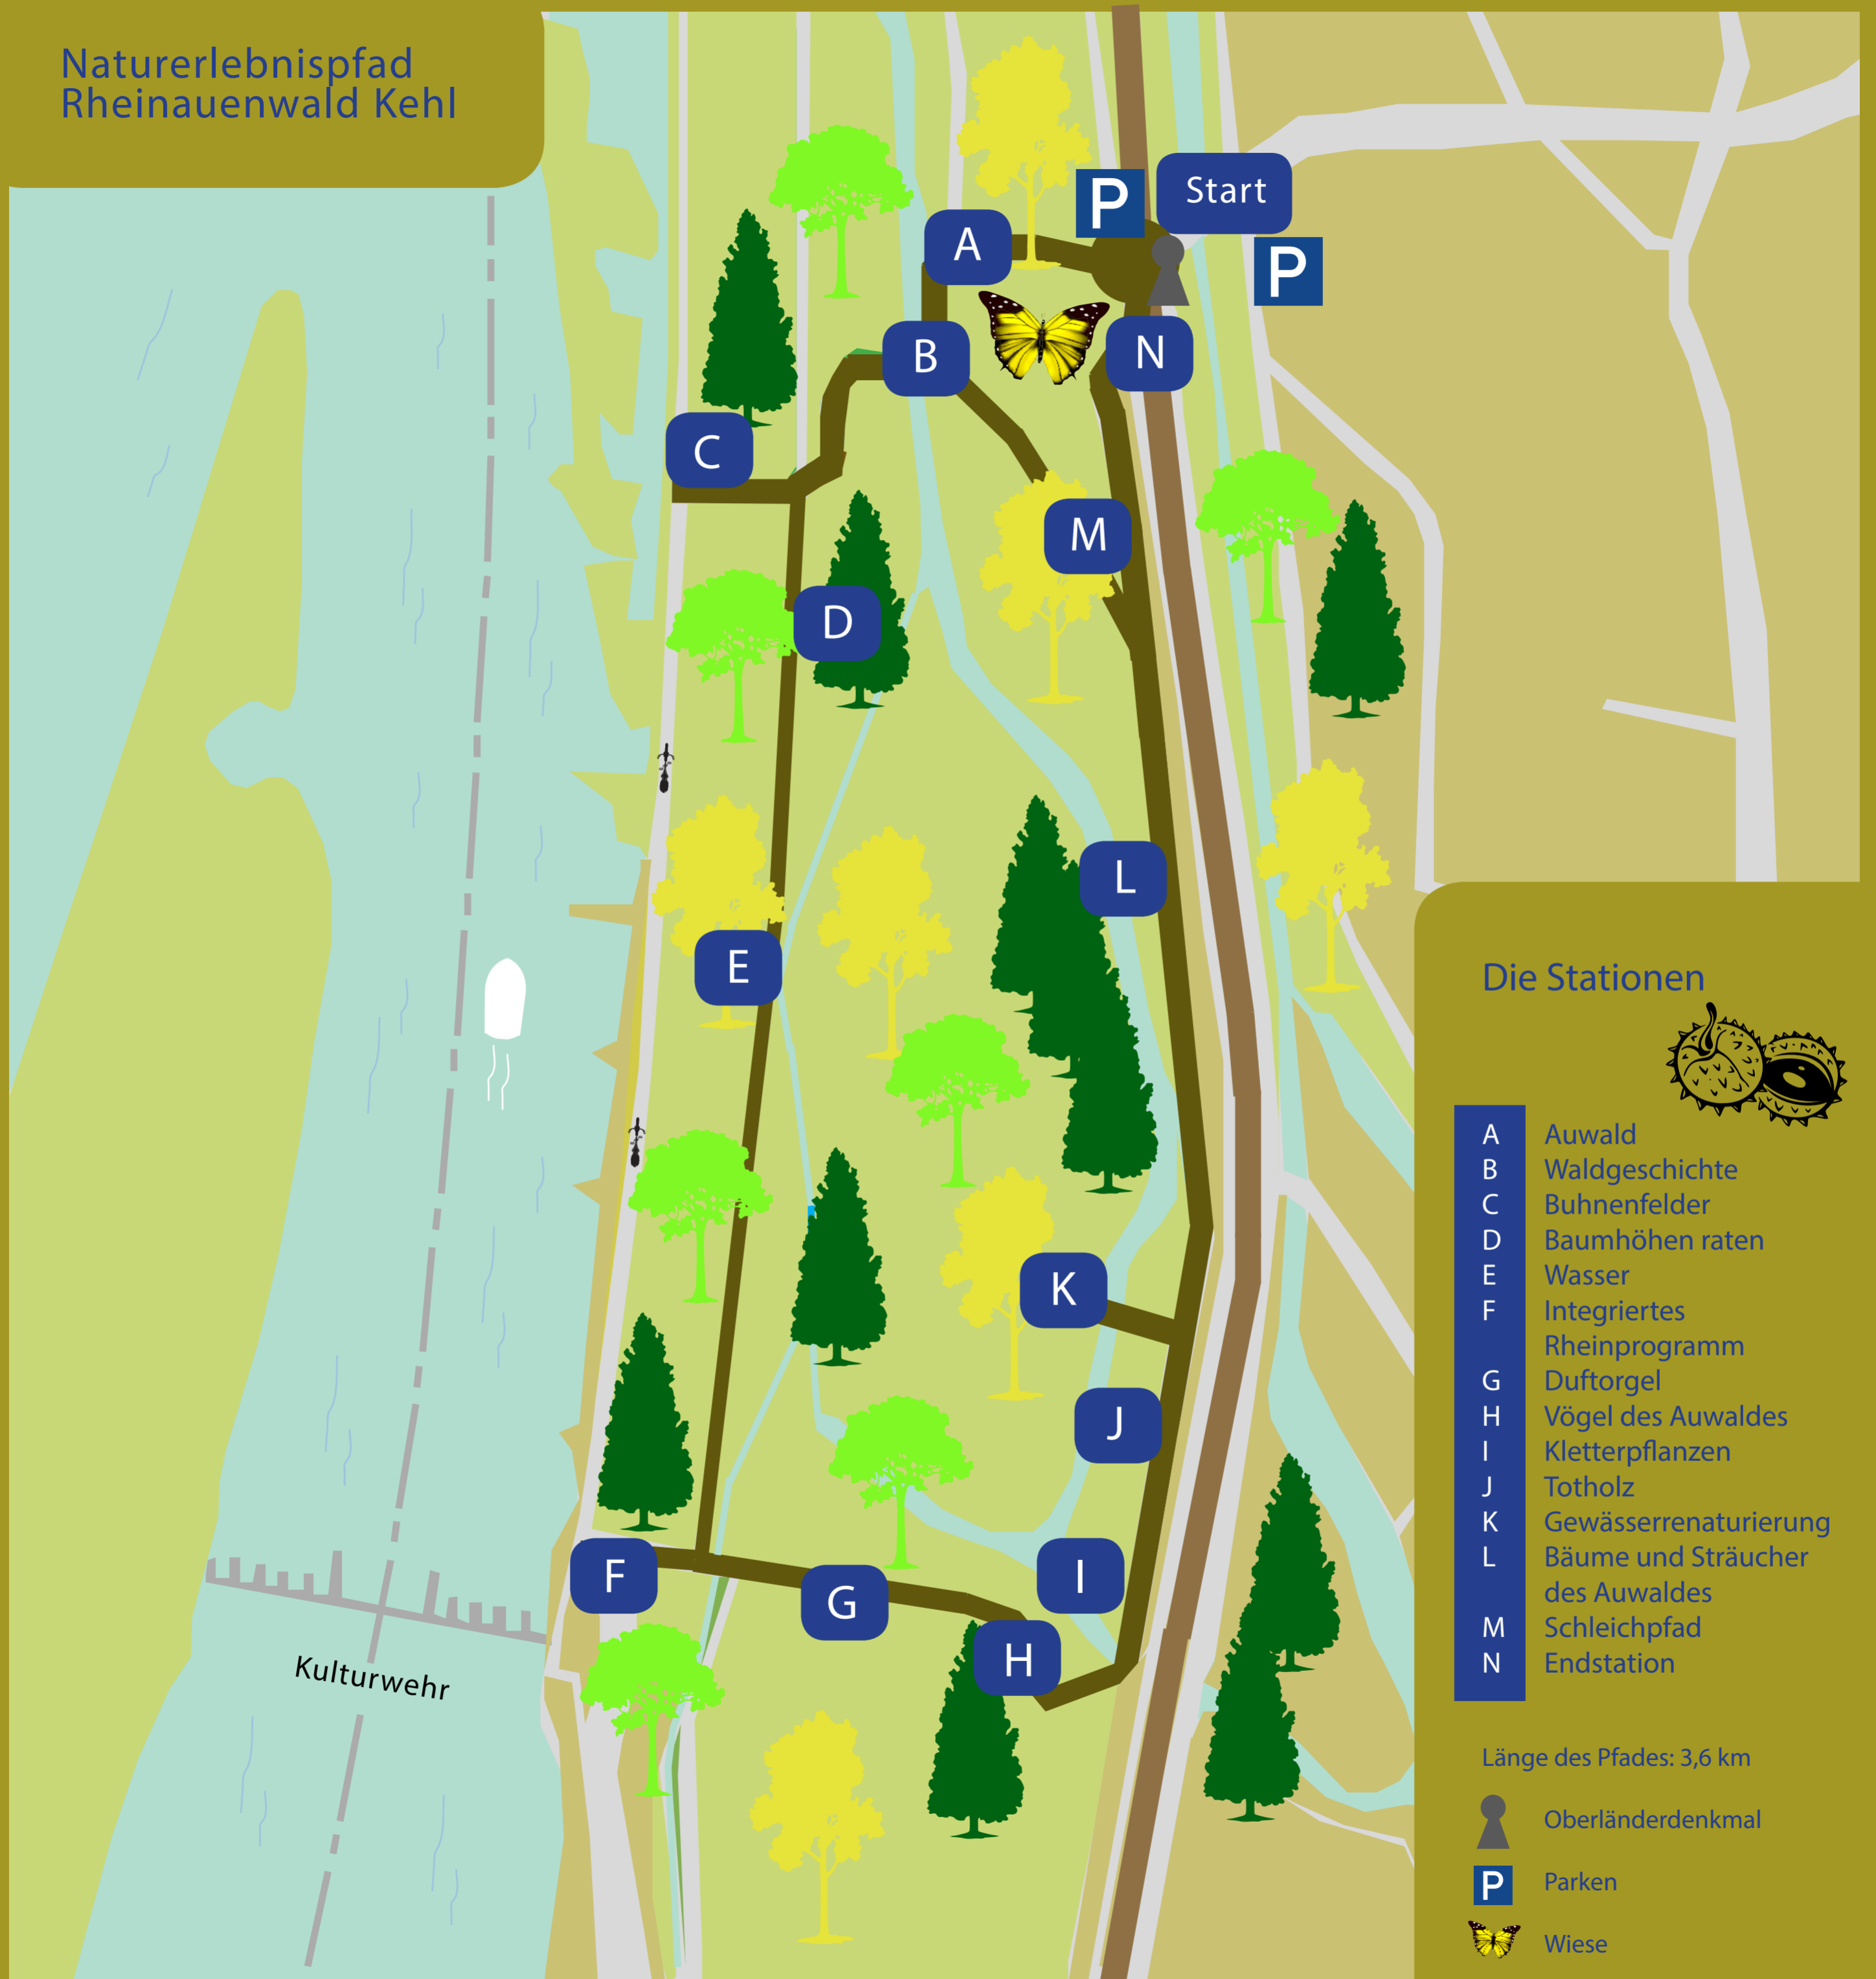 Naturerlebnispfad
Rheinauenwald Kehl
P
Start
A
P
B
N
C
M
D
L
E
K
J
F
I
G
H
Kulturwehr
Die Stationen
A Auwald
B Waldgeschichte
C Buhnenfelder
D Baumhöhen raten
E Wasser
F Integriertes
Rheinprogramm
G Duftorgel
H Vögel des Auwaldes
I Kletterpflanzen
J Totholz
K Gewässerrenaturierung
L Bäume und Sträucher
des Auwaldes
M Schleichpfad
N Endstation
Länge des Pfades: 3,6 km
Oberländerdenkmal
P Parken
Wiese